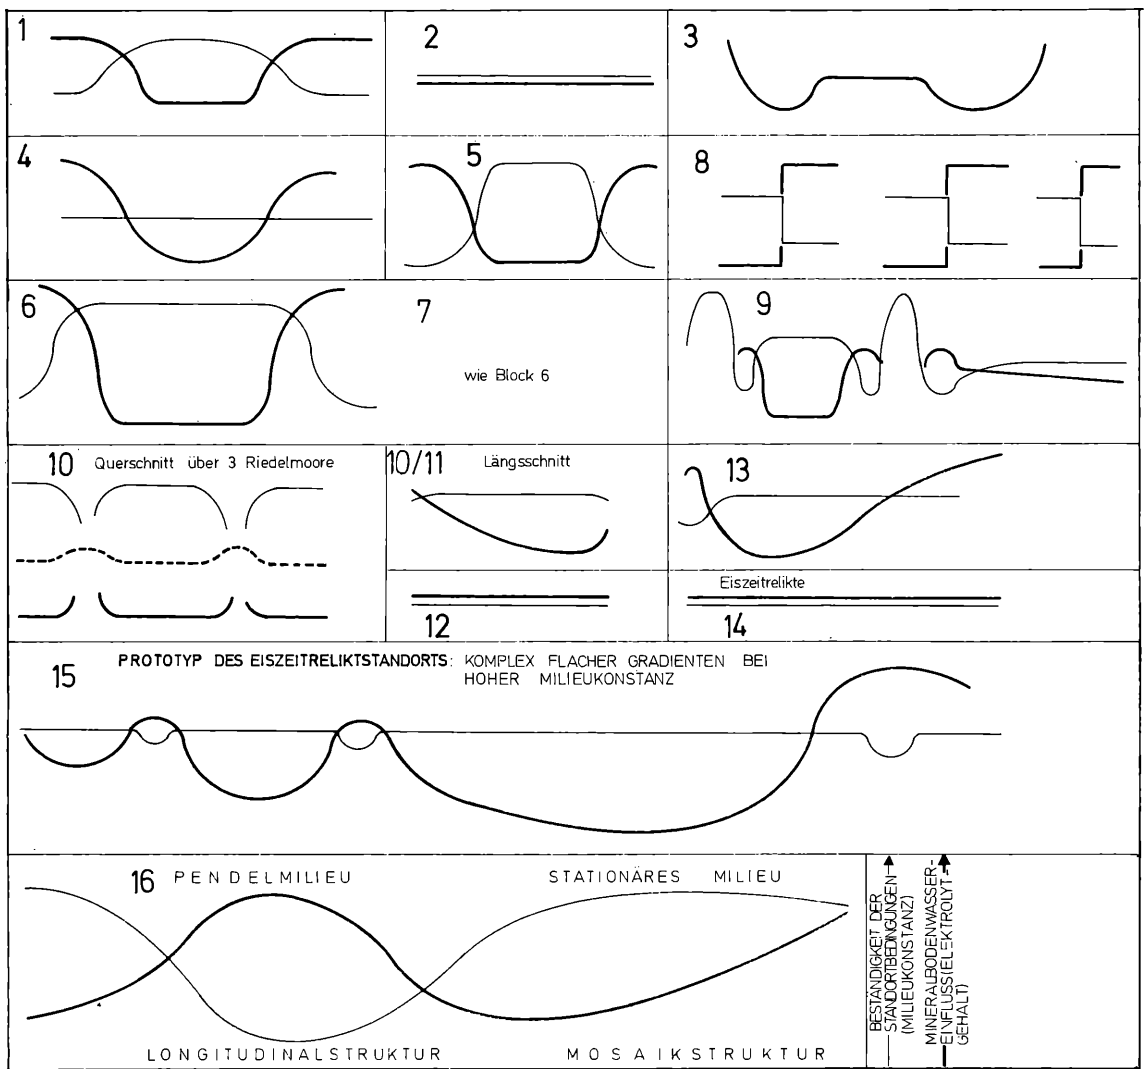 1
2
3
4
5
8
6
7
wie Block 6
9
10 Querschnitt über 3 Riedelmoore
10/11 Längsschnitt
13
12
Eiszeitrelikte
14
15 PROTOTYP DES EISZEITRELIKTSTANDORTS: KOMPLEX FLACHER GRADIENTEN BEI
HOHER MILIEUKONSTANZ
16 PENDELMILIEU
STATIONÄRES MILIEU
LONGITUDINALSTRUKTUR
MOSAIKSTRUKTUR
BESTÄNDIGKEIT DER
STANDORTBEDINGUNGEN
(MILIEUKONSTANZ)
MINERALBODENWASSER-
EINFLUSS(ELEKTROLYT-
GEHALT)